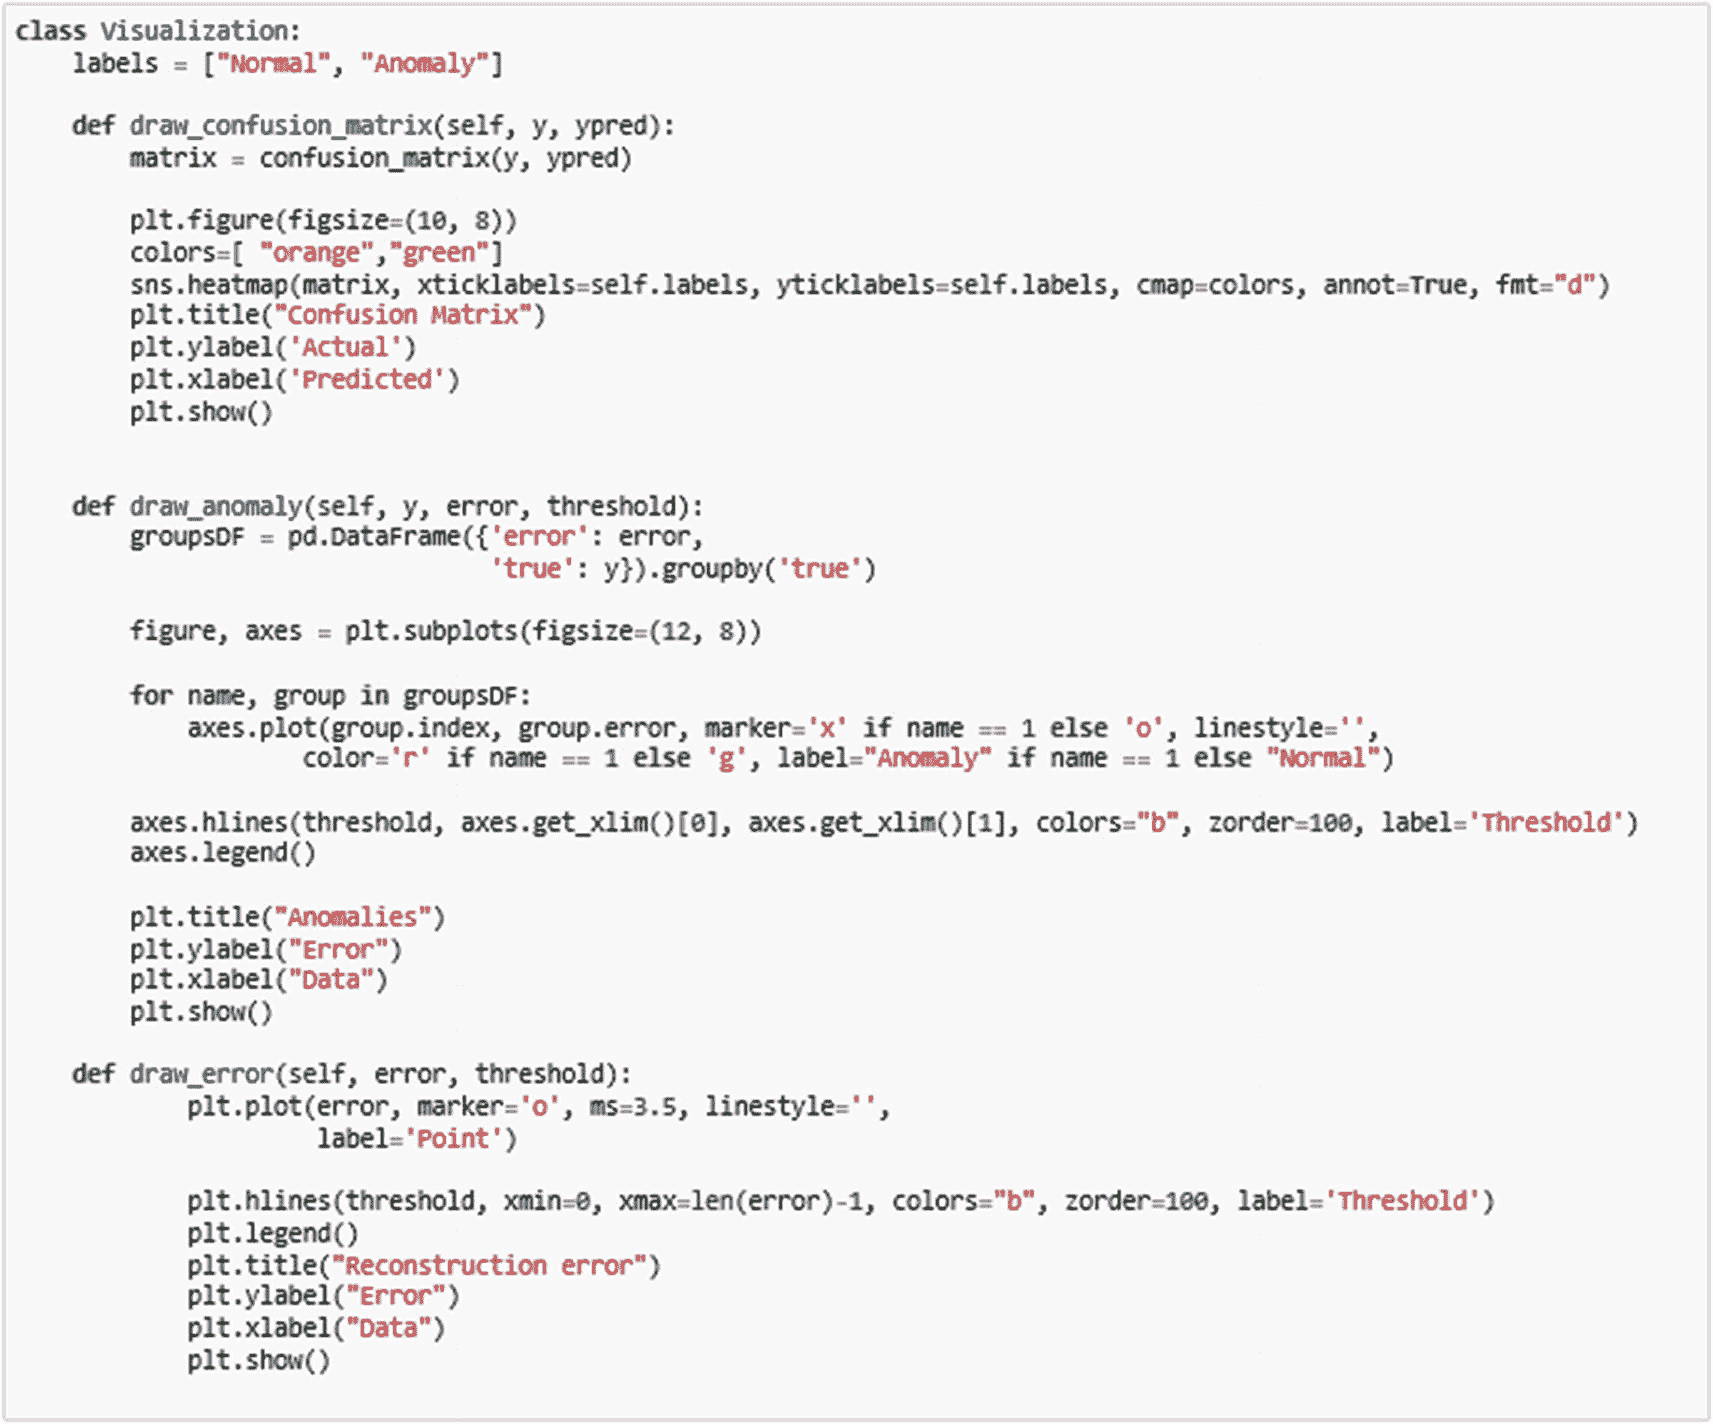 class Visualization:
    labels = ["Normal", "Anomaly"]

    def draw_confusion_matrix(self, y, ypred):
        matrix = confusion_matrix(y, ypred)

        plt.figure(figsize=(10, 8))
        colors=[ "orange","green"]
        sns.heatmap(matrix, xticklabels=self.labels, yticklabels=self.labels, cmap=colors, annot=True, fmt="d")
        plt.title("Confusion Matrix")
        plt.ylabel('Actual')
        plt.xlabel('Predicted')
        plt.show()


    def draw_anomaly(self, y, error, threshold):
        groupsDF = pd.DataFrame({'error': error,
                                 'true': y}).groupby('true')

        figure, axes = plt.subplots(figsize=(12, 8))

        for name, group in groupsDF:
            axes.plot(group.index, group.error, marker='x' if name == 1 else 'o', linestyle='',
                    color='r' if name == 1 else 'g', label="Anomaly" if name == 1 else "Normal")

        axes.hlines(threshold, axes.get_xlim()[0], axes.get_xlim()[1], colors="b", zorder=100, label='Threshold')
        axes.legend()

        plt.title("Anomalies")
        plt.ylabel("Error")
        plt.xlabel("Data")
        plt.show()

    def draw_error(self, error, threshold):
            plt.plot(error, marker='o', ms=3.5, linestyle='',
                     label='Point')

            plt.hlines(threshold, xmin=0, xmax=len(error)-1, colors="b", zorder=100, label='Threshold')
            plt.legend()
            plt.title("Reconstruction error")
            plt.ylabel("Error")
            plt.xlabel("Data")
            plt.show()